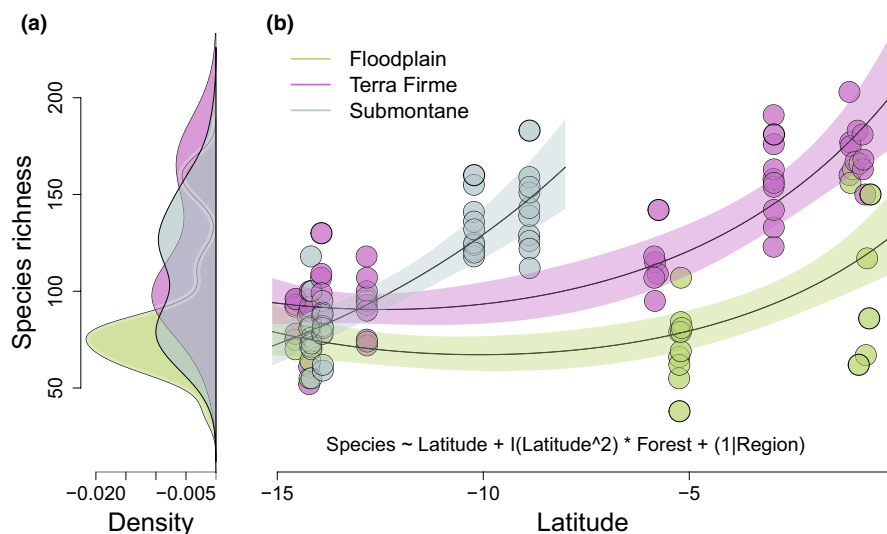 (a)
(b)
Floodplain
Terra Firme
Submontane
Species richness
200
150
100
50
Species ~ Latitude + I(Latitude^2) * Forest + (1|Region)
−0.020
−0.005
−15
−10
−5
Density
Latitude